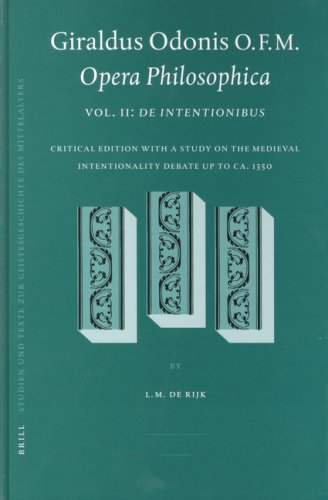 Giraldus Odonis O.F.M.
Opera Philosophica
VOL. II: DE INTENTIONIBUS
CRITICAL EDITION WITH A STUDY ON THE MEDIEVAL
INTENTIONALITY DEBATE UP TO CA. 1350
BY
L.M. DE RIJK
BRILL STUDIEN UND TEXTE ZUR GEISTESGESCHICHTE DES MITTELALTERS